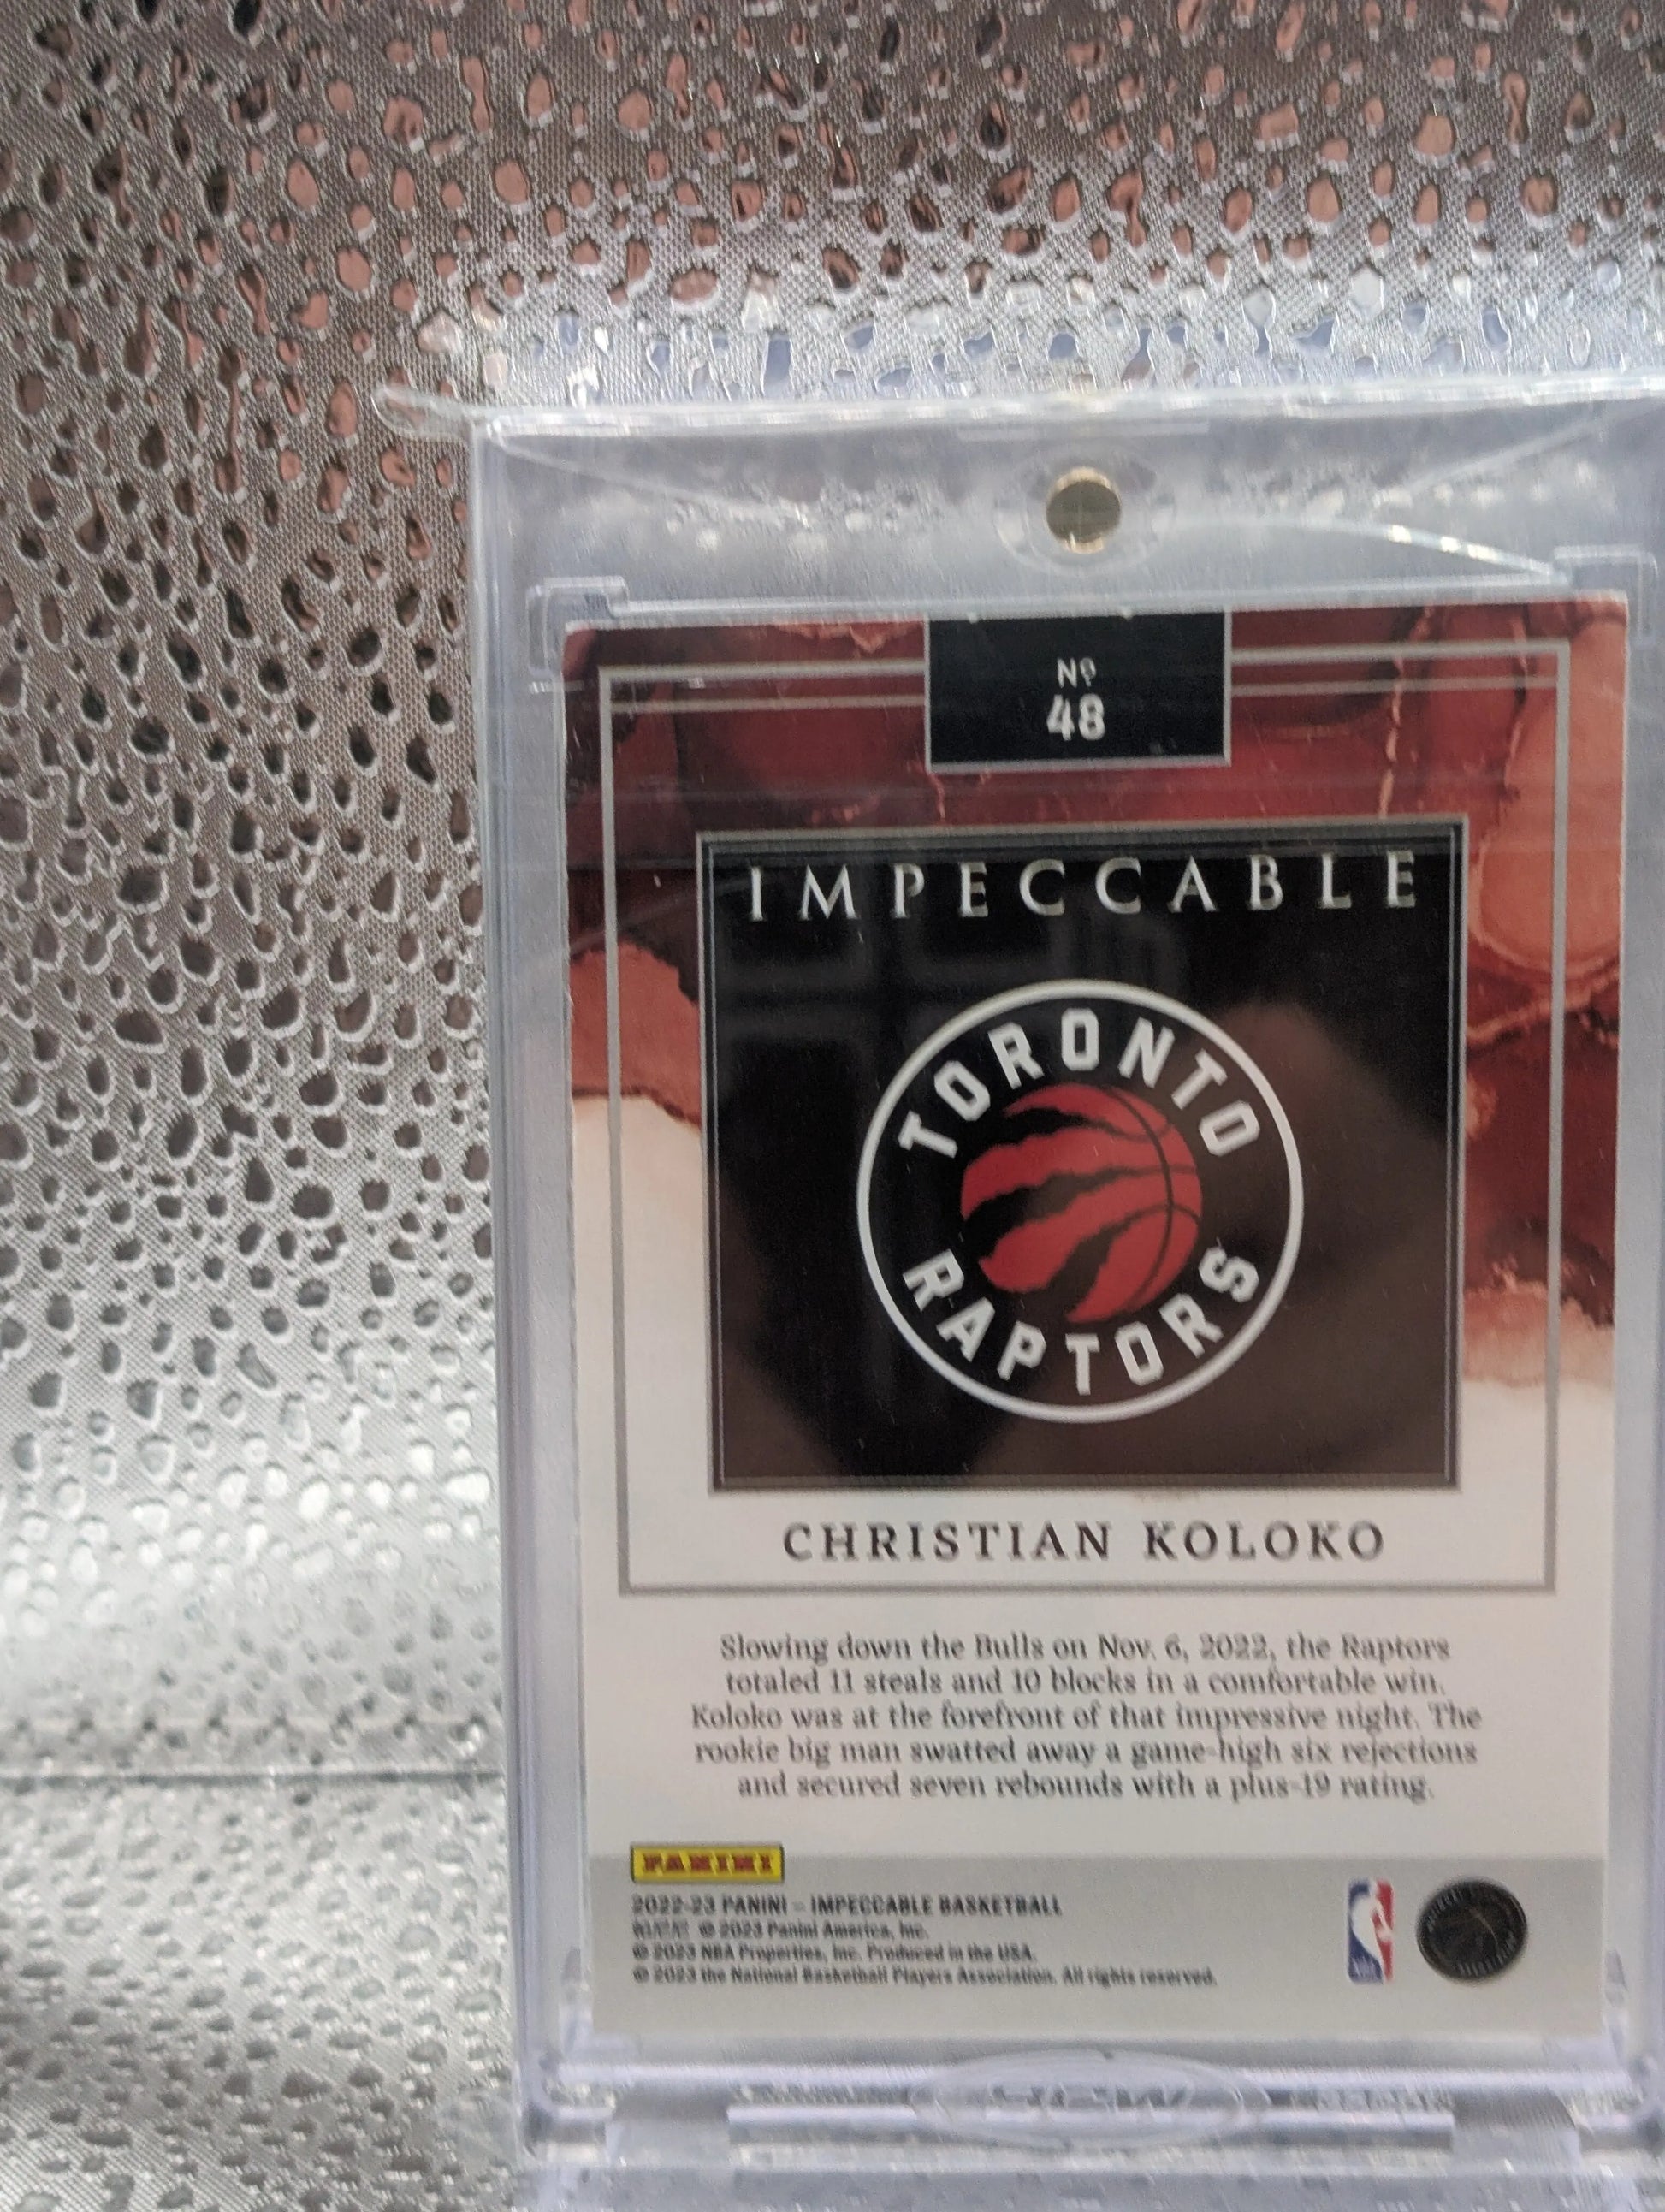 Nº
48
IMPECCABLE
TORONTO
RAPTORS
CHRISTIAN KOLOKO
Slowing down the Bulls on Nov. 6, 2022, the Raptors
totaled 11 steals and 10 blocks in a comfortable win.
Koloko was at the forefront of that impressive night. The
rookie big man swatted away a game-high six rejections
and secured seven rebounds with a plus-19 rating.
PANINI
2022-23 PANINI – IMPECCABLE BASKETBALL
© 2023 Panini America, Inc.
© 2023 NBA Properties, Inc. Produced in the USA.
© 2023 the National Basketball Players Association. All rights reserved.